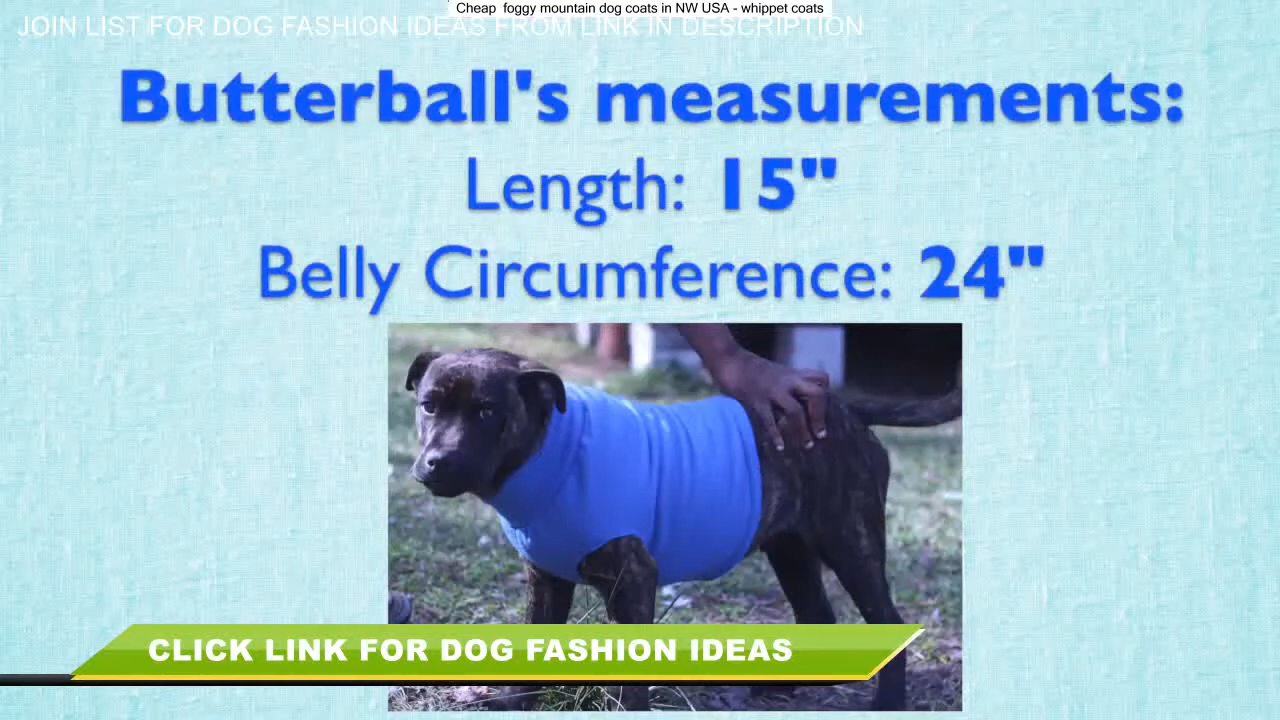 Cheap foggy mountain dog coats in NW USA - whippet coats
JOIN LIST FOR DOG FASHION IDEAS FROM LINK IN DESCRIPTION
Butterball's measurements:
Length: 15"
Belly Circumference: 24"
CLICK LINK FOR DOG FASHION IDEAS